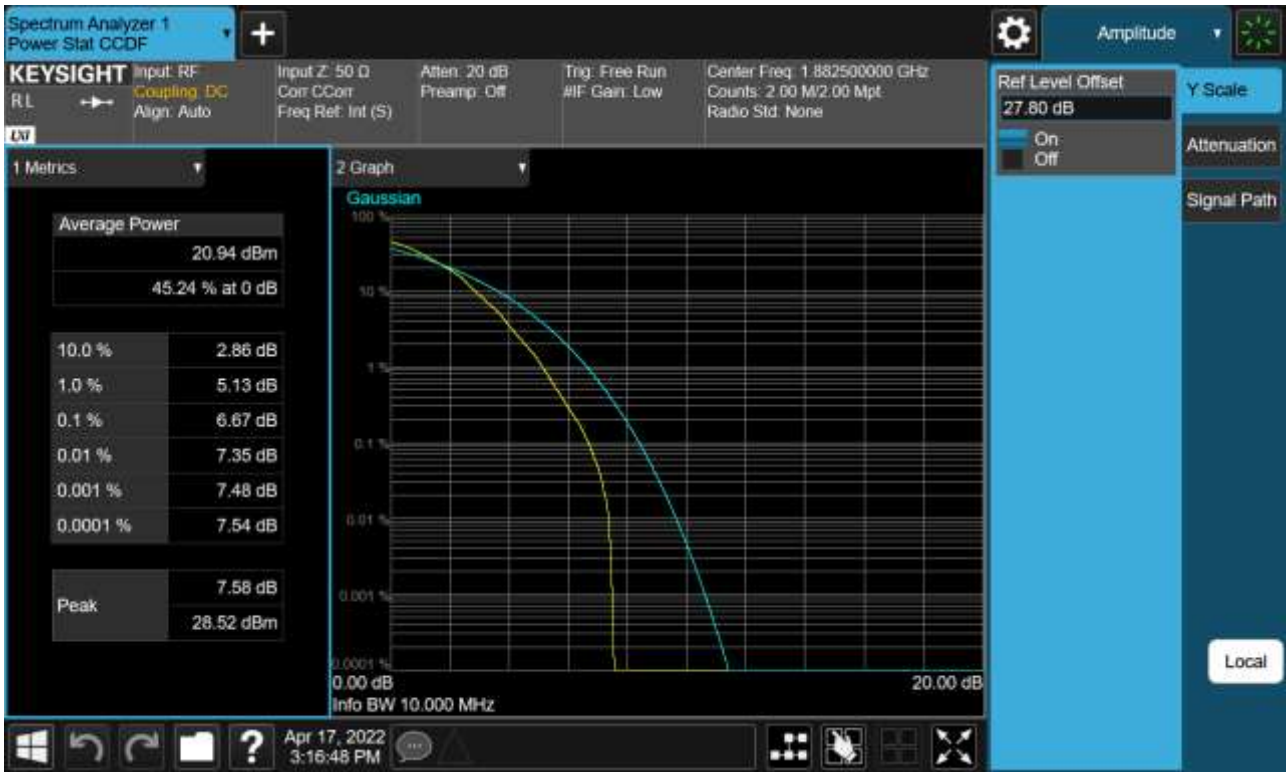 Spectrum Analyzer 1
Power Stat CCDF
+
Amplitude
KEYSIGHT
RL
LXI
Input: RF
Coupling: DC
Align: Auto
Input Z: 50 Ω
Corr CCorr
Freq Ref: Int (S)
Atten: 20 dB
Preamp: Off
Trig: Free Run
#IF Gain: Low
Center Freq: 1.882500000 GHz
Counts: 2.00 M/2.00 Mpt
Radio Std: None
Ref Level Offset
27.80 dB
On
Off
Y Scale
Attenuation
Signal Path
1 Metrics
Average Power
20.94 dBm
45.24 % at 0 dB
10.0 % 2.86 dB
1.0 % 5.13 dB
0.1 % 6.67 dB
0.01 % 7.35 dB
0.001 % 7.48 dB
0.0001 % 7.54 dB
Peak
7.58 dB
28.52 dBm
2 Graph
Gaussian
100 %
10 %
1 %
0.1 %
0.01 %
0.001 %
0.0001 %
0.00 dB
20.00 dB
Info BW 10.000 MHz
Local
?
Apr 17, 2022
3:16:48 PM